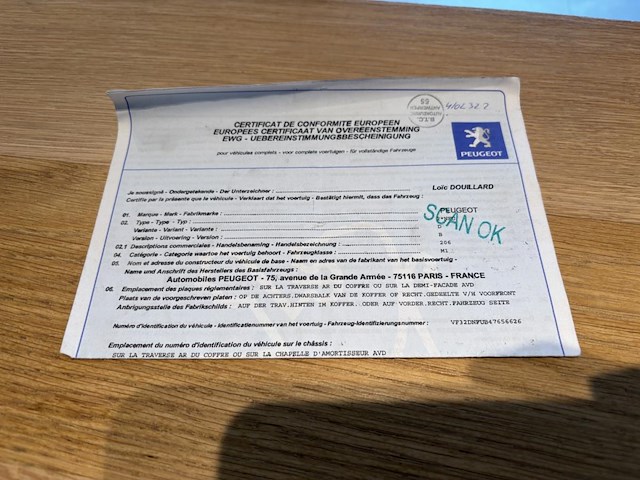 CERTIFICAT DE CONFORMITE EUROPEEN
EUROPEES CERTIFICAAT VAN OVEREENSTEMMING
EWG - UEBEREINSTIMMUNGSBESCHEINIGUNG
pour véhicules complets - voor complete voertuigen - für vollständige Fahrzeuge
PEUGEOT
Je soussigné - Ondergetekende - Der Unterzeichner : Loïc DOUILLARD
Certifie par la présente que le véhicule - Verklaart dat het voertuig - Bestätigt hiermit, dass das Fahrzeug :
01. Marque - Mark - Fabrikmarke : PEUGEOT
02. Type - Type - Typ :
Variante - Variant - Variante : D
Version - Uitvoering - Version :
SCAN OK
02.1 Descriptions commerciales - Handelsbenaming - Handelsbezeichnung : 206
04. Catégorie - Categorie waartoe het voertuig behoort - Fahrzeugklasse : M1
05. Nom et adresse du constructeur du véhicule de base - Naam en adres van de fabrikant van het basisvoertuig -
Name und Anschrift des Herstellers des Basisfahrzeugs :
Automobiles PEUGEOT - 75, avenue de la Grande Armée - 75116 PARIS - FRANCE
06. Emplacement des plaques réglementaires : SUR LA TRAVERSE AR DU COFFRE OU SUR LA DEMI-FACADE AVD
Plaats van de voorgeschreven platen : OP DE ACHTERS.DWARSBALK VAN DE KOFFER OF RECHT.GEDEELTE V/H VOORFRONT
Anbringungsstelle des Fabrikschilds : AUF DER TRAV.HINTEN IM KOFFER. ODER AUF VORDER.RECHT.FAHRZEUG SEITE
Numéro d'identification du véhicule - Identificatienummer van het voertuig - Fahrzeug-Identifizierungsnummer : VF32DNFUB47656626
Emplacement du numéro d'identification du véhicule sur le châssis :
SUR LA TRAVERSE AR DU COFFRE OU SUR LA CHAPELLE D'AMORTISSEUR AVD